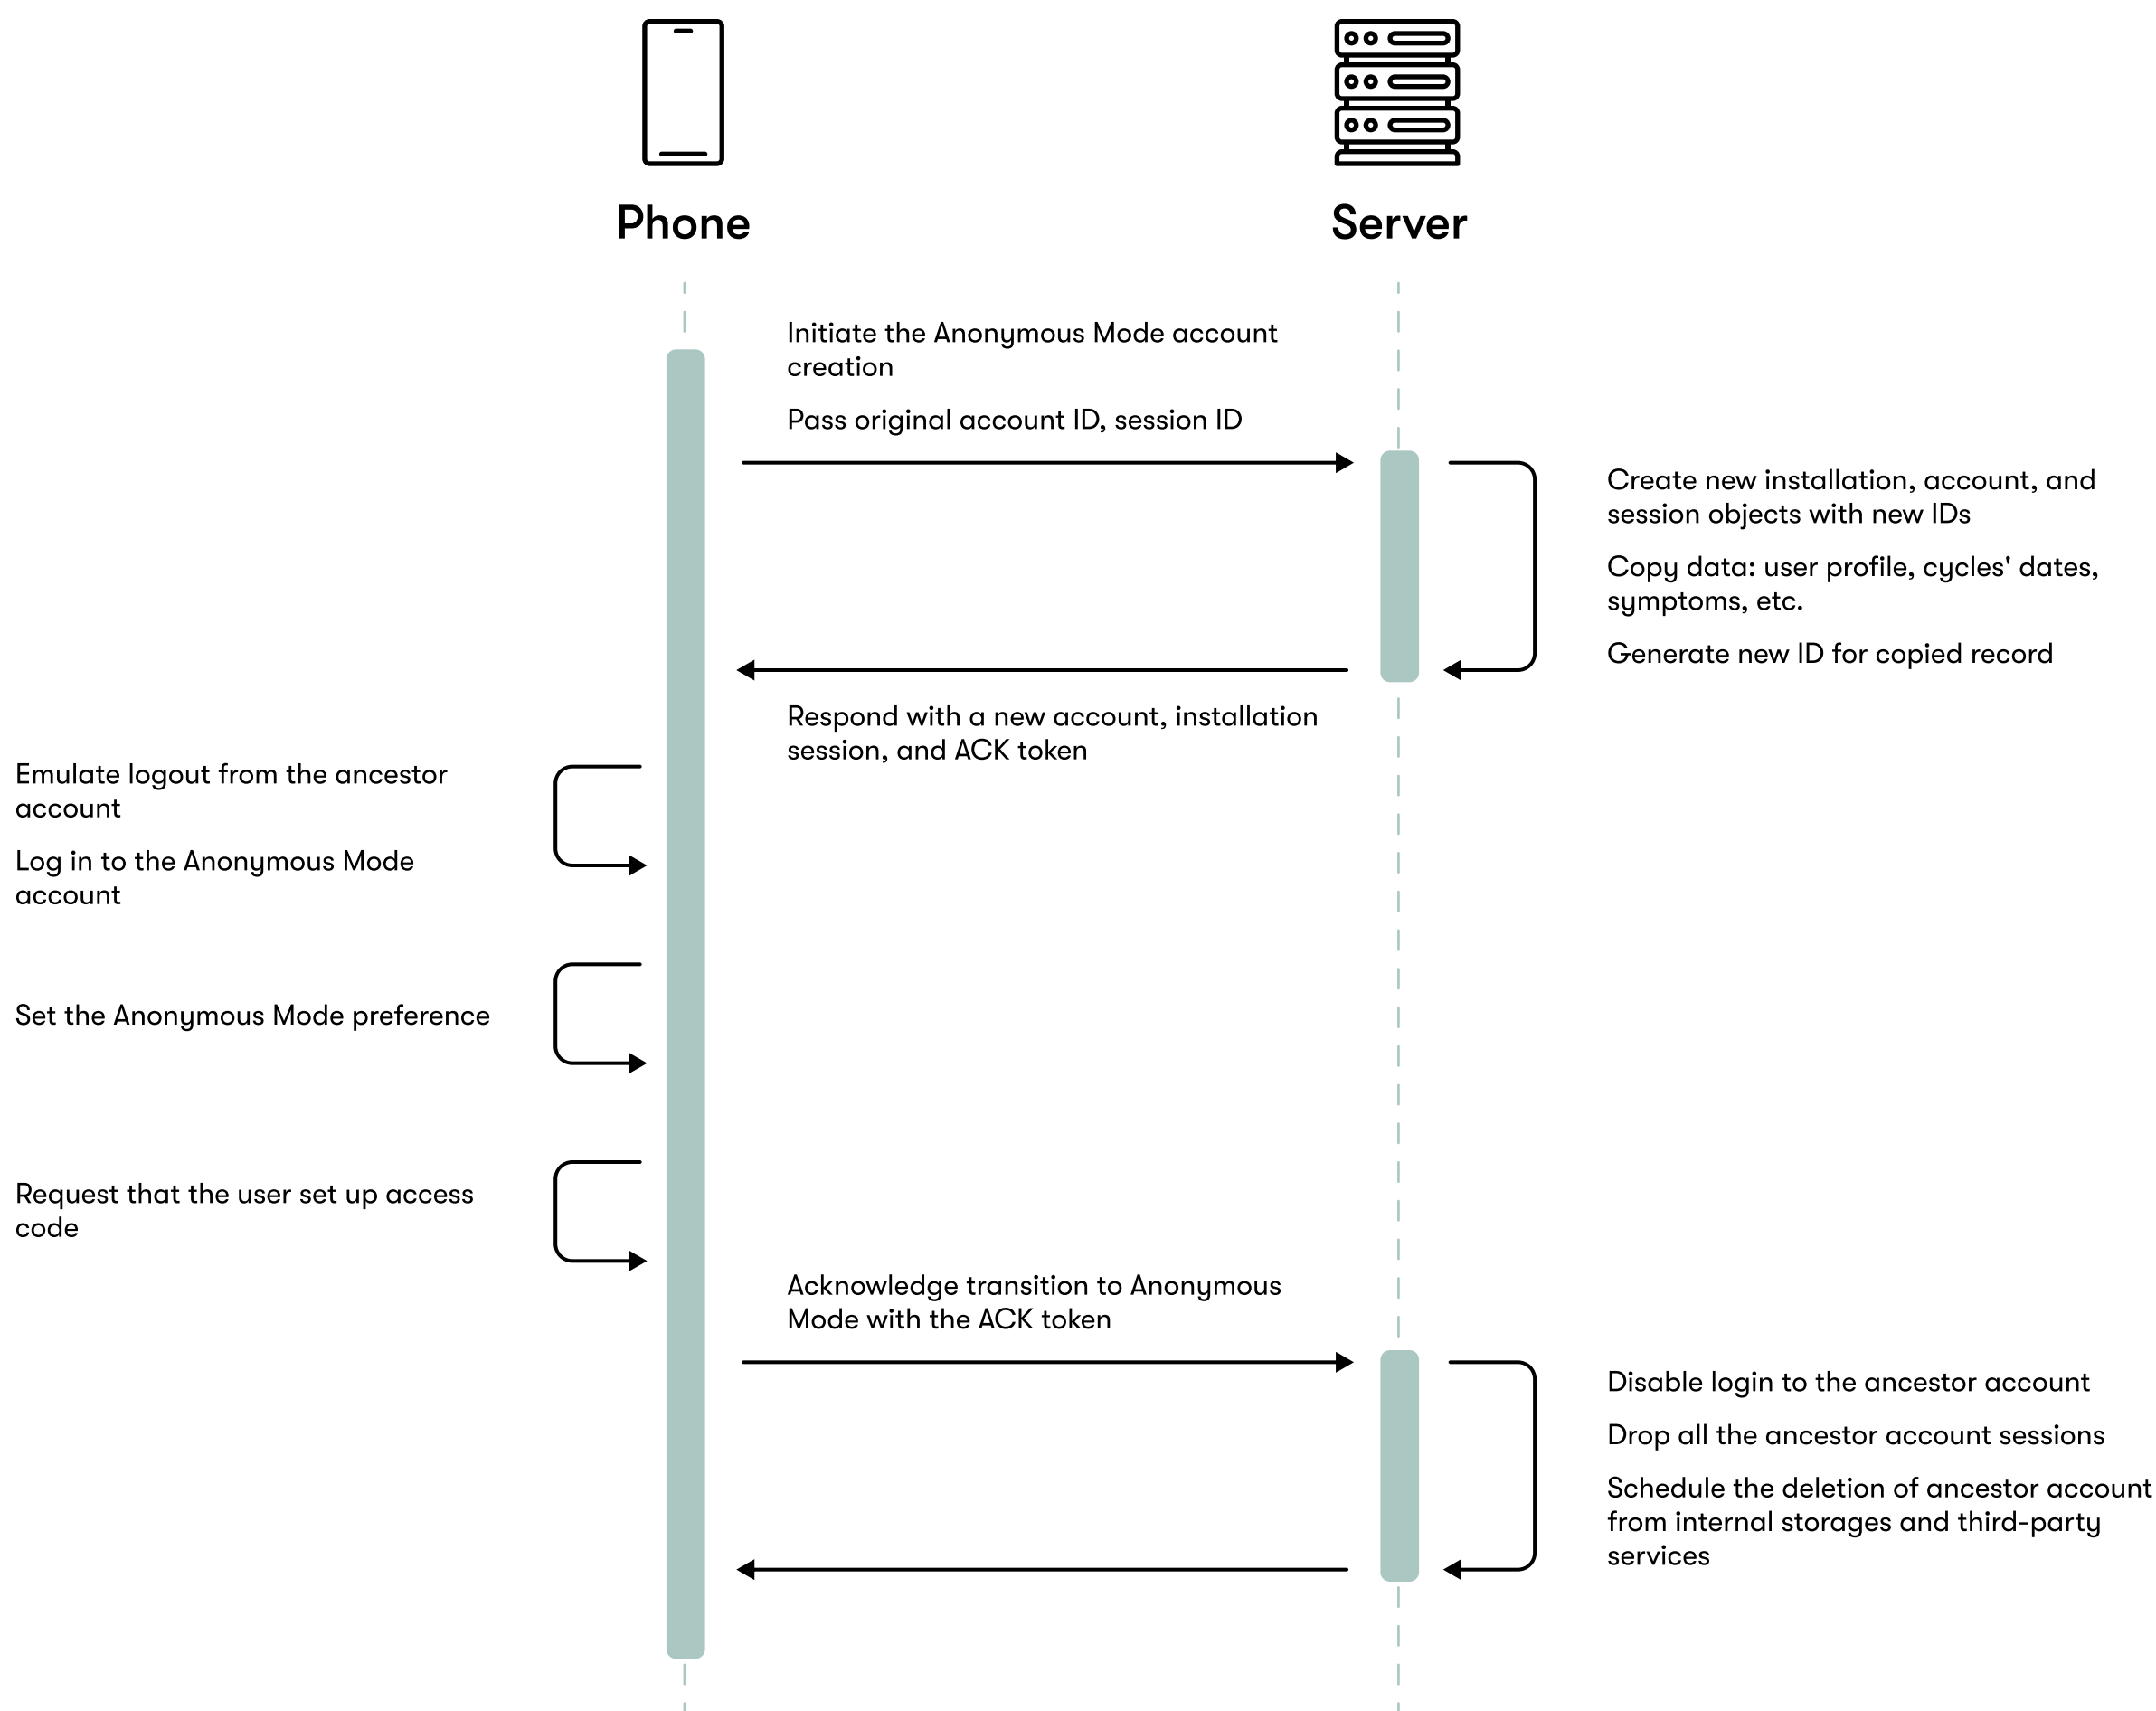 Phone
Server
Initiate the Anonymous Mode account
creation
Pass original account ID, session ID
Create new installation, account, and
session objects with new IDs
Copy data: user profile, cycles' dates,
symptoms, etc.
Generate new ID for copied record
Respond with a new account, installation
session, and ACK token
Emulate logout from the ancestor
account
Log in to the Anonymous Mode
account
Set the Anonymous Mode preference
Request that the user set up access
code
Acknowledge transition to Anonymous
Mode with the ACK token
Disable login to the ancestor account
Drop all the ancestor account sessions
Schedule the deletion of ancestor account
from internal storages and third-party
services